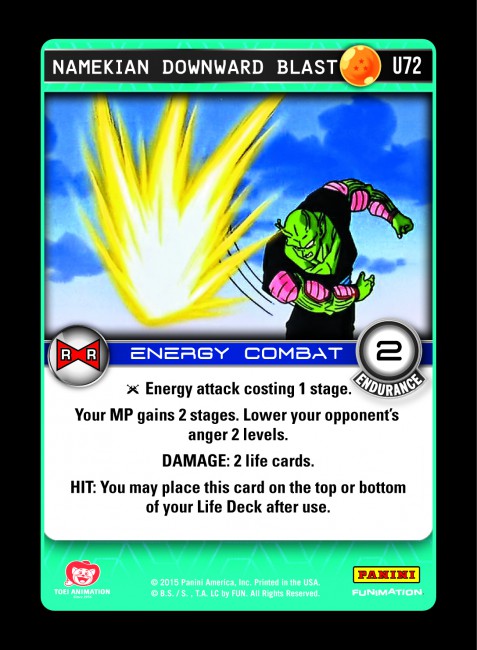 NAMEKIAN DOWNWARD BLAST U72
R R
ENERGY COMBAT
2
ENDURANCE
Energy attack costing 1 stage.
Your MP gains 2 stages. Lower your opponent's
anger 2 levels.
DAMAGE: 2 life cards.
HIT: You may place this card on the top or bottom
of your Life Deck after use.
TOEI ANIMATION
© 2015 Panini America, Inc. Printed in the USA.
© B.S. / S. , T.A. LC by FUN. All Rights Reserved.
PANINI
FUNIMATION